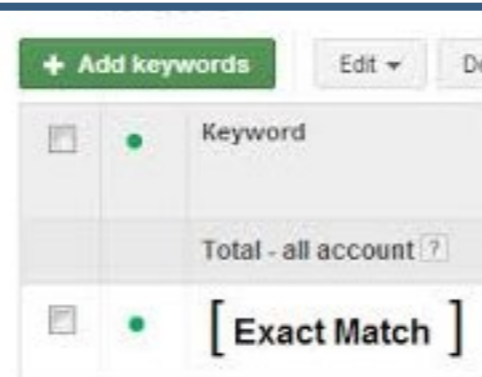 + Add keywords Edit
Keyword
Total - all account ?
[ Exact Match ]